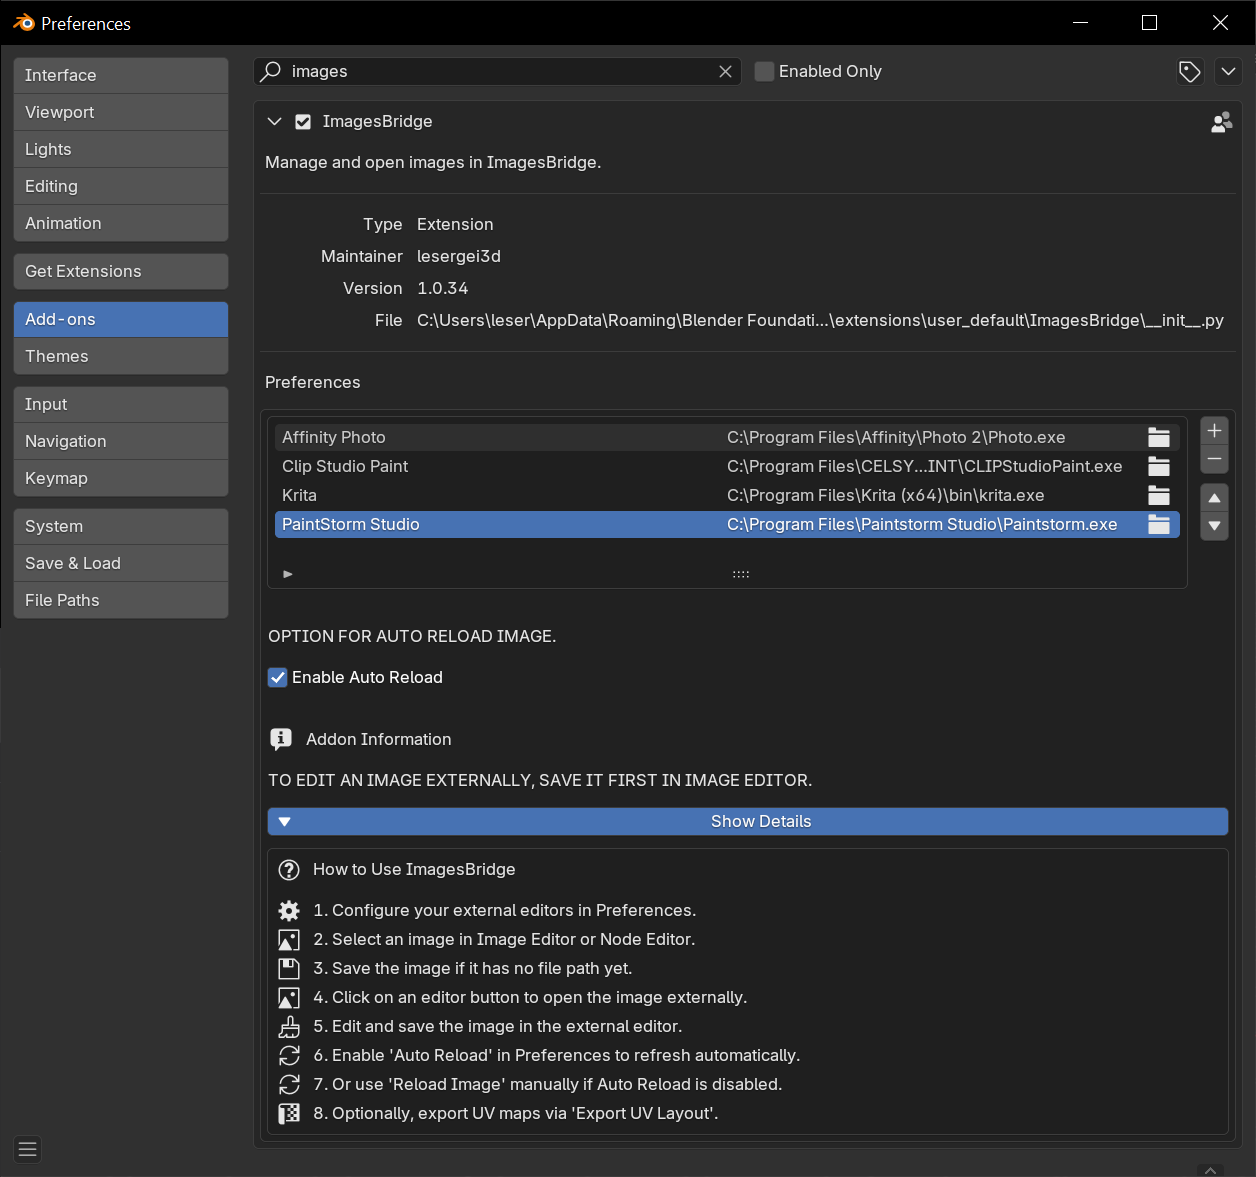 Preferences
Interface
Viewport
Lights
Editing
Animation
Get Extensions
Add-ons
Themes
Input
Navigation
Keymap
System
Save & Load
File Paths
images
Enabled Only
ImagesBridge
Manage and open images in ImagesBridge.
Type Extension
Maintainer lesergei3d
Version 1.0.34
File C:\Users\leser\AppData\Roaming\Blender Foundati...\extensions\user_default\ImagesBridge\__init__.py
Preferences
Affinity Photo C:\Program Files\Affinity\Photo 2\Photo.exe
Clip Studio Paint C:\Program Files\CELSY...INT\CLIPStudioPaint.exe
Krita C:\Program Files\Krita (x64)\bin\krita.exe
PaintStorm Studio C:\Program Files\Paintstorm Studio\Paintstorm.exe
OPTION FOR AUTO RELOAD IMAGE.
Enable Auto Reload
Addon Information
TO EDIT AN IMAGE EXTERNALLY, SAVE IT FIRST IN IMAGE EDITOR.
Show Details
How to Use ImagesBridge
1. Configure your external editors in Preferences.
2. Select an image in Image Editor or Node Editor.
3. Save the image if it has no file path yet.
4. Click on an editor button to open the image externally.
5. Edit and save the image in the external editor.
6. Enable 'Auto Reload' in Preferences to refresh automatically.
7. Or use 'Reload Image' manually if Auto Reload is disabled.
8. Optionally, export UV maps via 'Export UV Layout'.